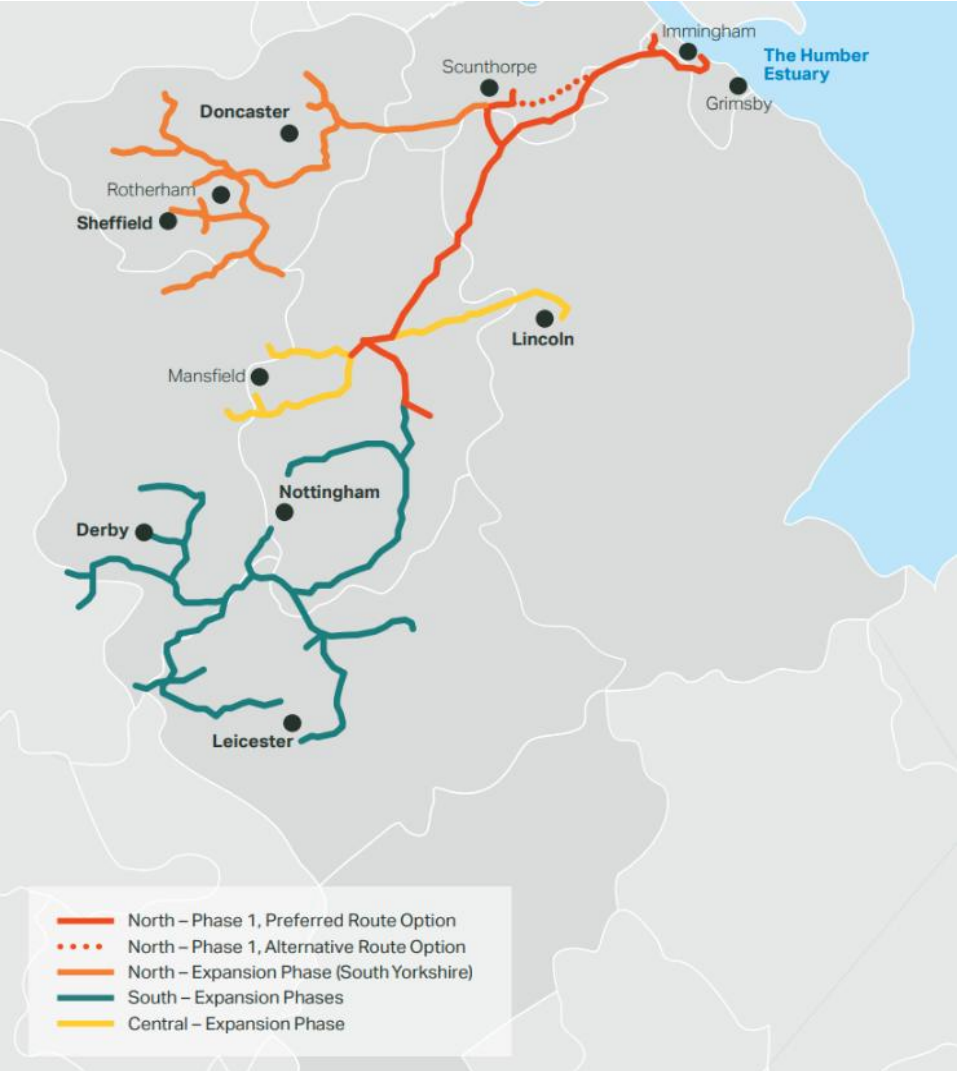 Immingham
The Humber
Estuary
Scunthorpe
Grimsby
Doncaster
Rotherham
Sheffield
Lincoln
Mansfield
Nottingham
Derby
Leicester
North – Phase 1, Preferred Route Option
North – Phase 1, Alternative Route Option
North – Expansion Phase (South Yorkshire)
South – Expansion Phases
Central – Expansion Phase